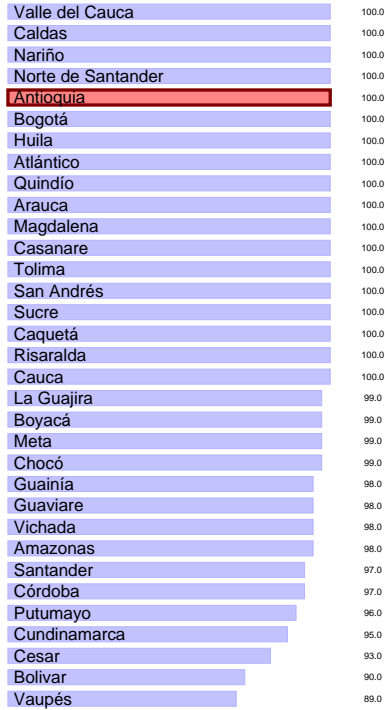 Valle del Cauca 100.0
Caldas 100.0
Nariño 100.0
Norte de Santander 100.0
Antioquia 100.0
Bogotá 100.0
Huila 100.0
Atlántico 100.0
Quindío 100.0
Arauca 100.0
Magdalena 100.0
Casanare 100.0
Tolima 100.0
San Andrés 100.0
Sucre 100.0
Caquetá 100.0
Risaralda 100.0
Cauca 100.0
La Guajira 99.0
Boyacá 99.0
Meta 99.0
Chocó 99.0
Guainía 98.0
Guaviare 98.0
Vichada 98.0
Amazonas 98.0
Santander 97.0
Córdoba 97.0
Putumayo 96.0
Cundinamarca 95.0
Cesar 93.0
Bolivar 90.0
Vaupés 89.0